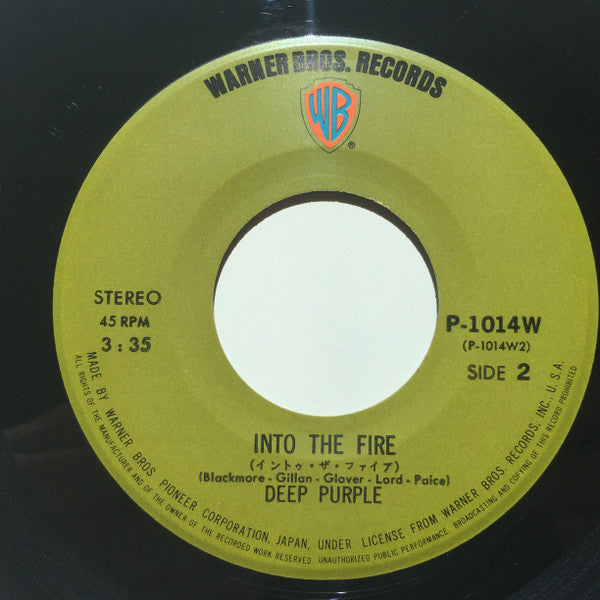 WARNER BROS. RECORDS
WB
®
STEREO
45 RPM
3:35
P-1014W
(P-1014W2)
SIDE 2
INTO THE FIRE
(イントゥ・ザ・ファイア)
(Blackmore - Gillan - Glover - Lord - Paice)
DEEP PURPLE
MADE BY WARNER BROS PIONEER CORPORATION, JAPAN, UNDER LICENSE FROM WARNER BROS. RECORDS, INC., U.S.A.
ALL RIGHTS OF THE MANUFACTURER AND OF THE OWNER OF THE RECORDED WORK RESERVED. UNAUTHORIZED PUBLIC PERFORMANCE, BROADCASTING AND COPYING OF THIS RECORD PROHIBITED